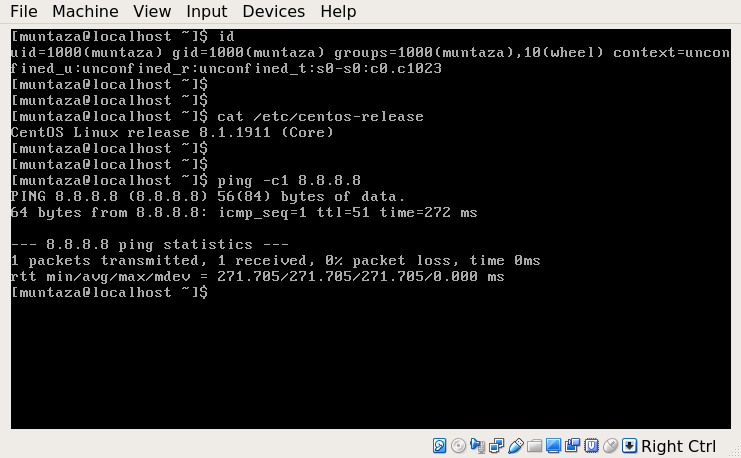 File Machine View Input Devices Help
[muntaza@localhost ~]$ id
uid=1000(muntaza) gid=1000(muntaza) groups=1000(muntaza),10(wheel) context=uncon
fined_u:unconfined_r:unconfined_t:s0-s0:c0.c1023
[muntaza@localhost ~]$
[muntaza@localhost ~]$
[muntaza@localhost ~]$ cat /etc/centos-release
CentOS Linux release 8.1.1911 (Core)
[muntaza@localhost ~]$
[muntaza@localhost ~]$
[muntaza@localhost ~]$ ping -c1 8.8.8.8
PING 8.8.8.8 (8.8.8.8) 56(84) bytes of data.
64 bytes from 8.8.8.8: icmp_seq=1 ttl=51 time=272 ms

--- 8.8.8.8 ping statistics ---
1 packets transmitted, 1 received, 0% packet loss, time 0ms
rtt min/avg/max/mdev = 271.705/271.705/271.705/0.000 ms
[muntaza@localhost ~]$
Right Ctrl